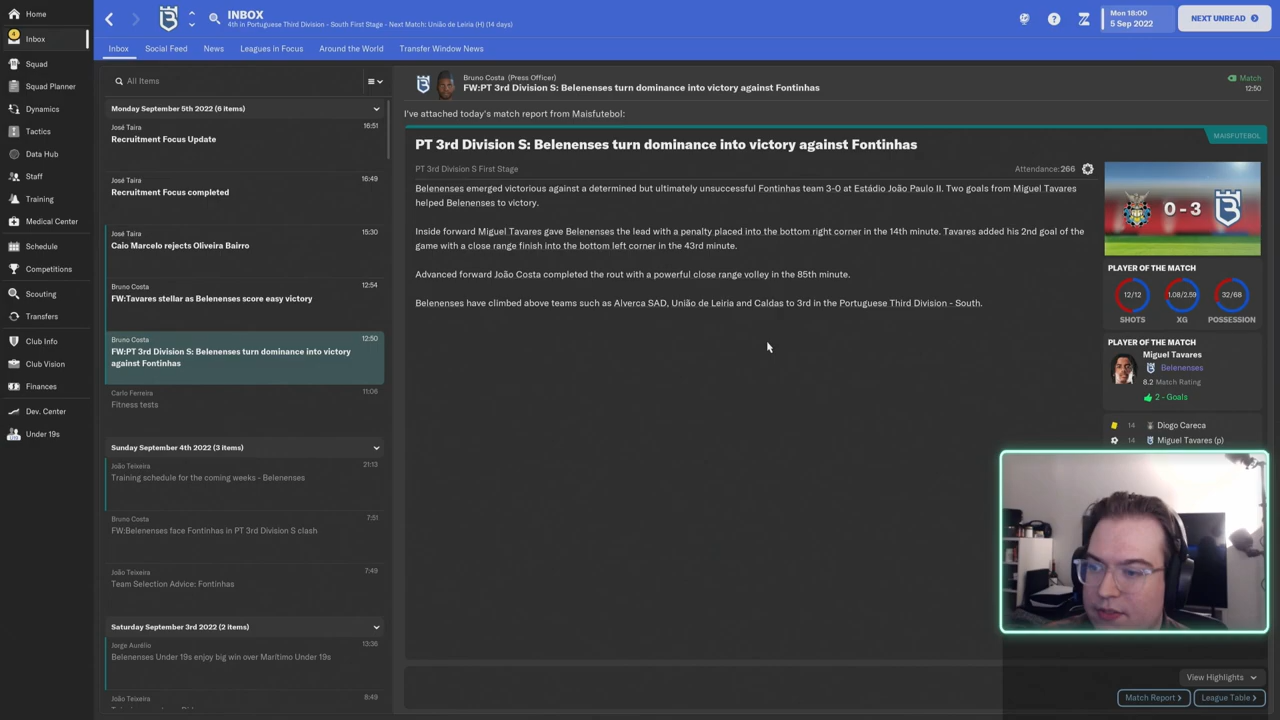 Home
INBOX
4th in Portuguese Third Division - South First Stage - Next Match: União de Leiria (H) (14 days)
Mon 18:00
5 Sep 2022
NEXT UNREAD
Inbox
Squad
Squad Planner
Dynamics
Tactics
Data Hub
Staff
Training
Medical Center
Schedule
Competitions
Scouting
Transfers
Club Info
Club Vision
Finances
Dev. Center
Under 19s
Inbox
Social Feed
News
Leagues in Focus
Around the World
Transfer Window News
All Items
Monday September 5th 2022 (6 items)
José Taira
16:51
Recruitment Focus Update
José Taira
16:49
Recruitment Focus completed
José Taira
15:30
Caio Marcelo rejects Oliveira Bairro
Bruno Costa
12:54
FW:Tavares stellar as Belenenses score easy victory
Bruno Costa
12:50
FW:PT 3rd Division S: Belenenses turn dominance into victory
against Fontinhas
Carlo Ferreira
11:06
Fitness tests
Sunday September 4th 2022 (3 items)
João Teixeira
21:13
Training schedule for the coming weeks - Belenenses
Bruno Costa
7:51
FW:Belenenses face Fontinhas in PT 3rd Division S clash
João Teixeira
7:49
Team Selection Advice: Fontinhas
Saturday September 3rd 2022 (2 items)
Jorge Aurélio
13:36
Belenenses Under 19s enjoy big win over Marítimo Under 19s
João Teixeira
8:49
Bruno Costa (Press Officer)
FW:PT 3rd Division S: Belenenses turn dominance into victory against Fontinhas
Match
12:50
I've attached today's match report from Maisfutebol:
MAISFUTEBOL
PT 3rd Division S: Belenenses turn dominance into victory against Fontinhas
PT 3rd Division S First Stage
Attendance: 266
Belenenses emerged victorious against a determined but ultimately unsuccessful Fontinhas team 3-0 at Estádio João Paulo II. Two goals from Miguel Tavares
helped Belenenses to victory.
Inside forward Miguel Tavares gave Belenenses the lead with a penalty placed into the bottom right corner in the 14th minute. Tavares added his 2nd goal of the
game with a close range finish into the bottom left corner in the 43rd minute.
Advanced forward João Costa completed the rout with a powerful close range volley in the 85th minute.
Belenenses have climbed above teams such as Alverca SAD, União de Leiria and Caldas to 3rd in the Portuguese Third Division - South.
0 - 3
PLAYER OF THE MATCH
12/12
1.08/2.59
32/68
SHOTS
XG
POSSESSION
PLAYER OF THE MATCH
Miguel Tavares
Belenenses
8.2 Match Rating
2 - Goals
14 Diogo Careca
14 Miguel Tavares (p)
View Highlights
Match Report
League Table